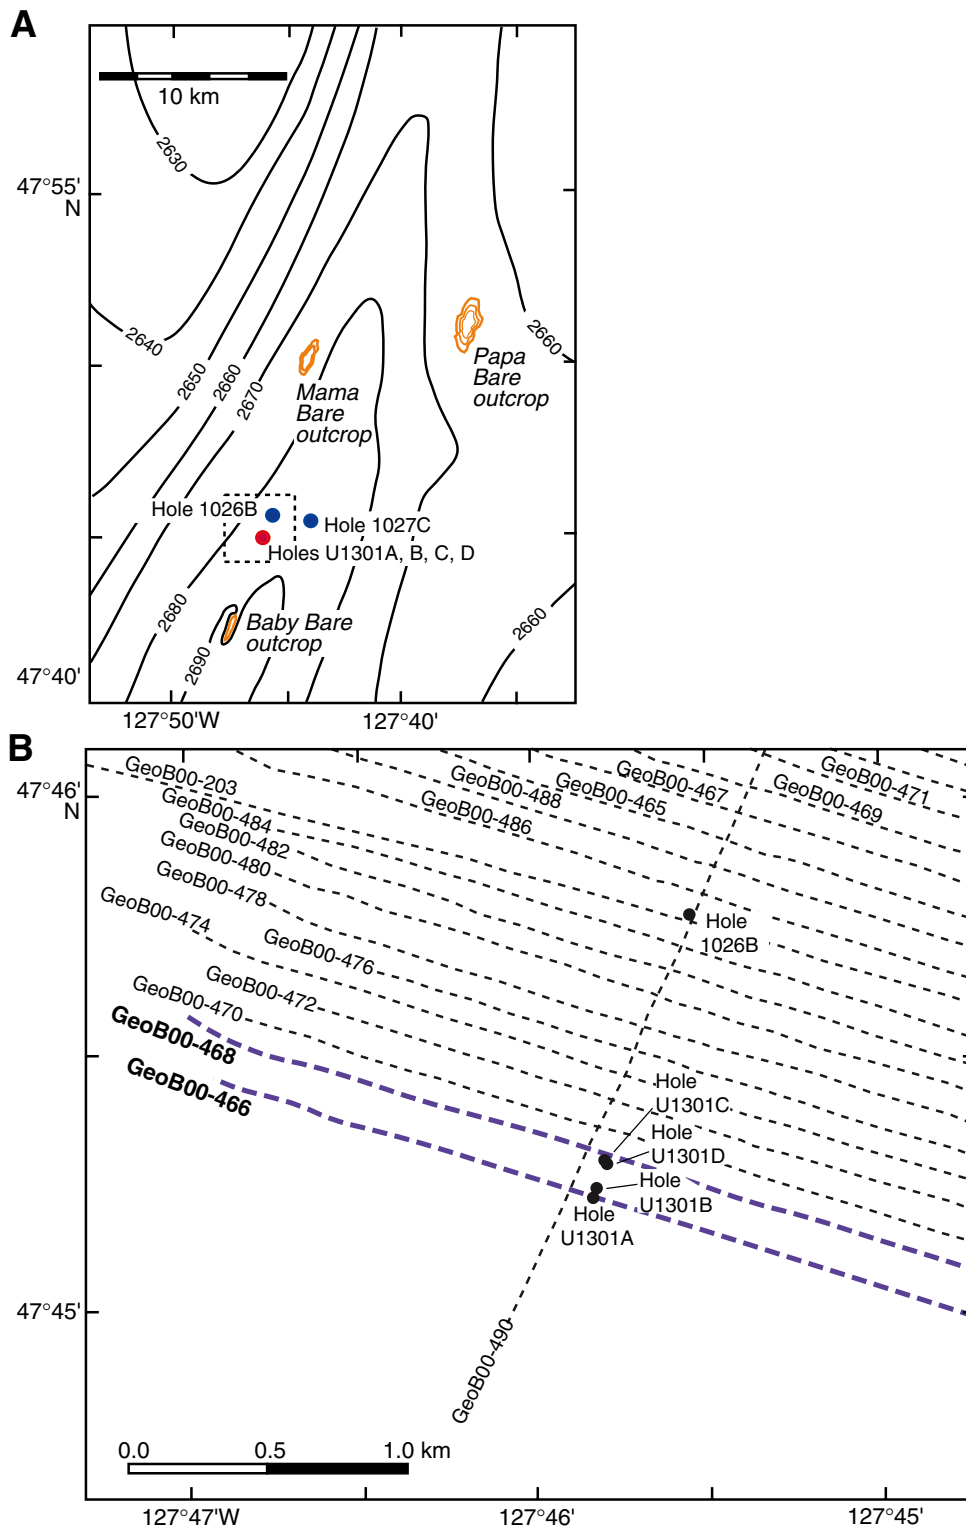 A
10 km
2630
47°55'
N
2640
2650
2660
2670
2660
Papa
Bare
outcrop
Mama
Bare
outcrop
Hole 1026B
Hole 1027C
Holes U1301A, B, C, D
2680
2690
Baby Bare
outcrop
2660
47°40'
127°50'W
127°40'
B
47°46'
N
GeoB00-203
GeoB00-484
GeoB00-482
GeoB00-480
GeoB00-478
GeoB00-474
GeoB00-476
GeoB00-472
GeoB00-470
GeoB00-468
GeoB00-466
GeoB00-488
GeoB00-486
GeoB00-465
GeoB00-467
GeoB00-469
GeoB00-471
Hole
1026B
Hole
U1301C
Hole
U1301D
Hole
U1301B
Hole
U1301A
47°45'
GeoB00-490
0.0
0.5
1.0 km
127°47'W
127°46'
127°45'